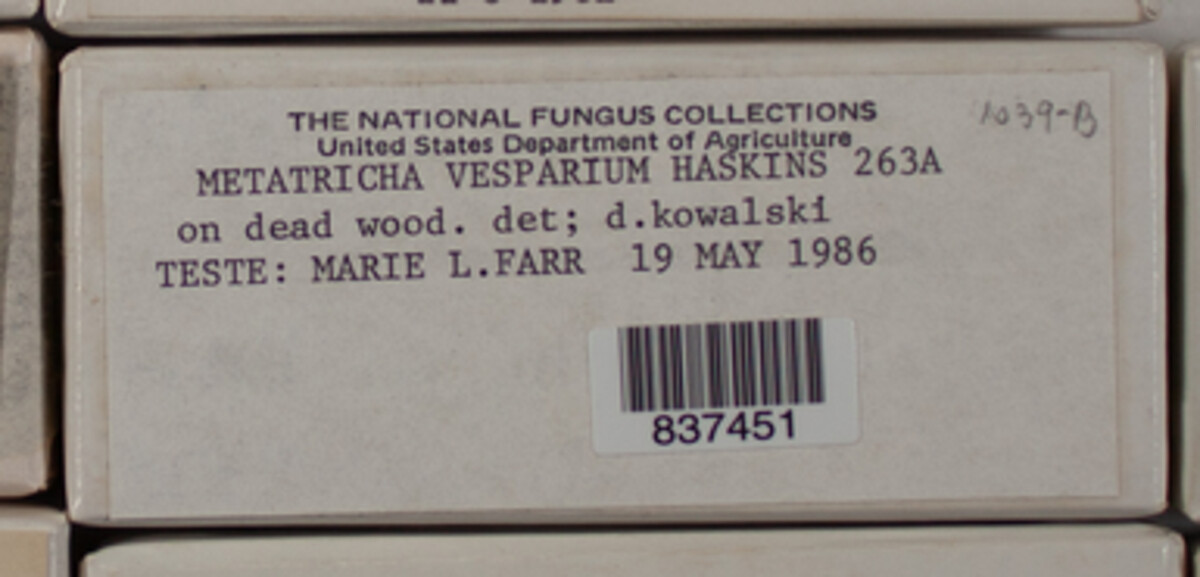 THE NATIONAL FUNGUS COLLECTIONS
United States Department of Agriculture
METATRICHA VESPARIUM HASKINS 263A
on dead wood. det; d.kowalski
TESTE: MARIE L.FARR 19 MAY 1986
837451